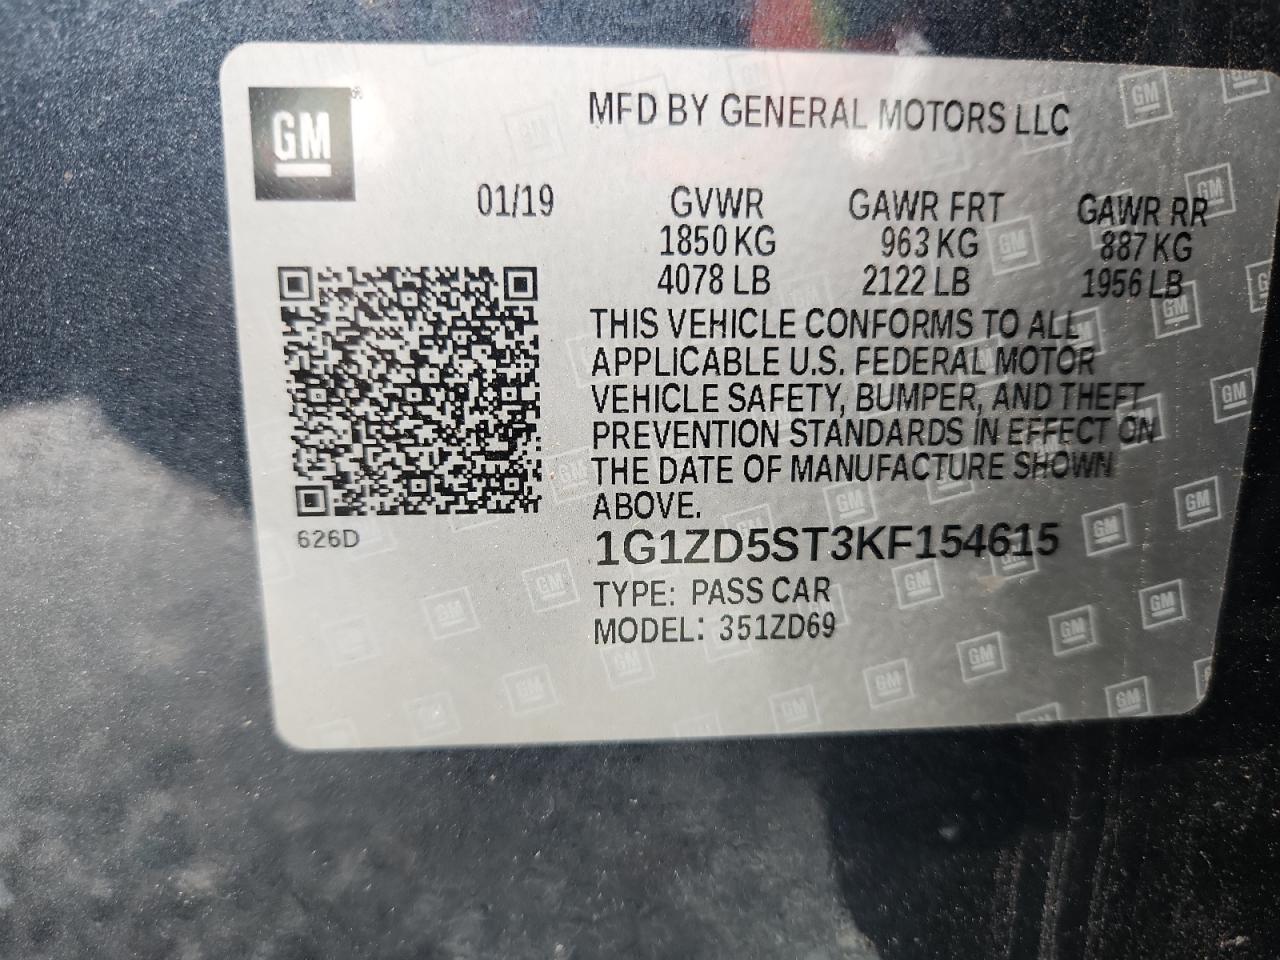 GM
MFD BY GENERAL MOTORS LLC
01/19 GVWR GAWR FRT GAWR RR
1850 KG 963 KG 887 KG
4078 LB 2122 LB 1956 LB
THIS VEHICLE CONFORMS TO ALL
APPLICABLE U.S. FEDERAL MOTOR
VEHICLE SAFETY, BUMPER, AND THEFT
PREVENTION STANDARDS IN EFFECT ON
THE DATE OF MANUFACTURE SHOWN
ABOVE.
626D
1G1ZD5ST3KF154615
TYPE: PASS CAR
MODEL: 351ZD69